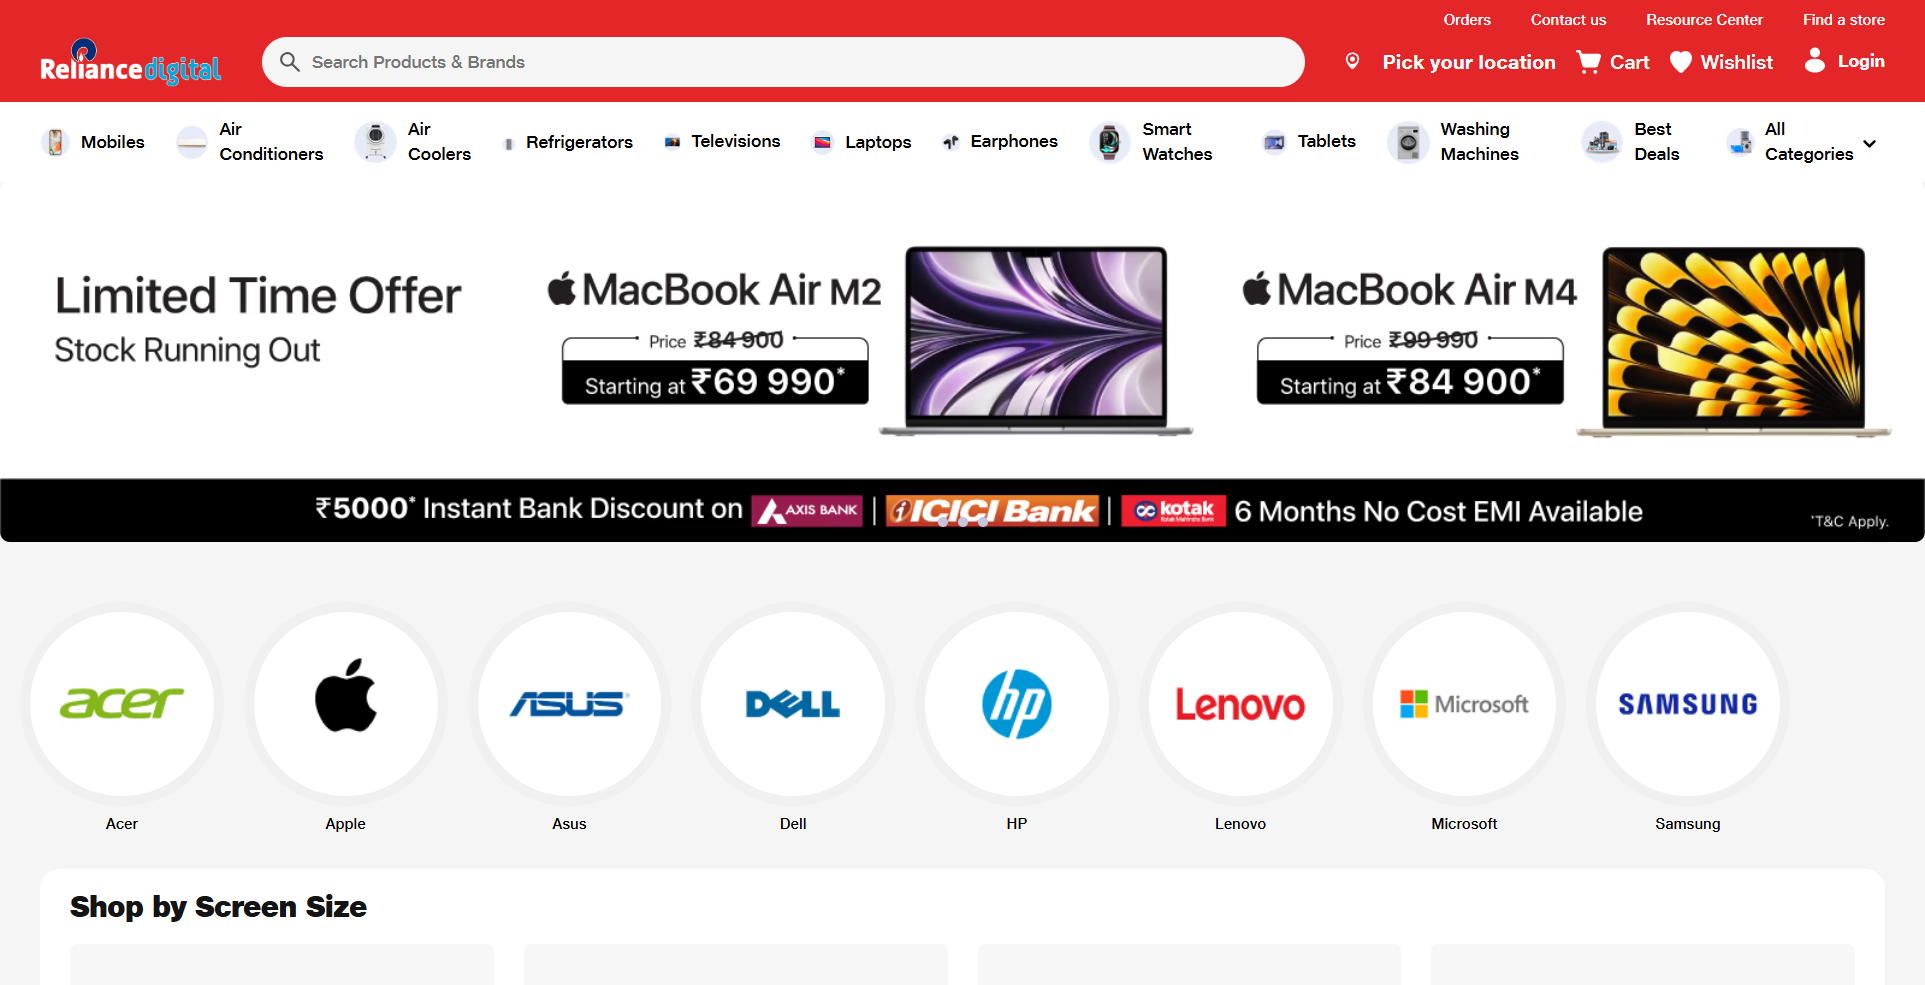 Orders Contact us Resource Center Find a store
Reliance digital Search Products & Brands Pick your location Cart Wishlist Login
Mobiles
Air
Conditioners
Air
Coolers
Refrigerators
Televisions
Laptops
Earphones
Smart
Watches
Tablets
Washing
Machines
Best
Deals
All
Categories
Limited Time Offer
Stock Running Out
MacBook Air M2
Price ₹84 900
Starting at ₹69 990*
MacBook Air M4
Price ₹99 990
Starting at ₹84 900*
₹5000* Instant Bank Discount on AXIS BANK | ICICI Bank | kotak Kotak Mahindra Bank 6 Months No Cost EMI Available
*T&C Apply.
acer
ASUS
DELL
hp
Lenovo
Microsoft
SAMSUNG
Acer Apple Asus Dell HP Lenovo Microsoft Samsung
Shop by Screen Size